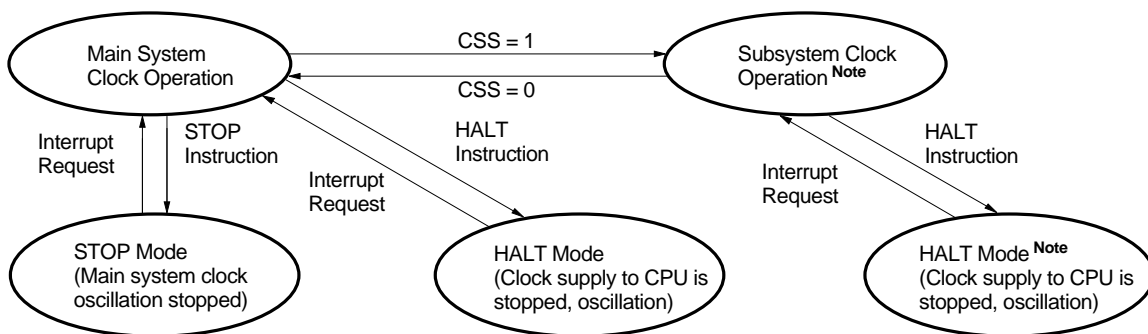 Main System
Clock Operation
CSS = 1
CSS = 0
Subsystem Clock
Operation Note
Interrupt
Request
STOP
Instruction
HALT
Instruction
Interrupt
Request
HALT
Instruction
Interrupt
Request
STOP Mode
(Main system clock
oscillation stopped)
HALT Mode
(Clock supply to CPU is
stopped, oscillation)
HALT Mode Note
(Clock supply to CPU is
stopped, oscillation)